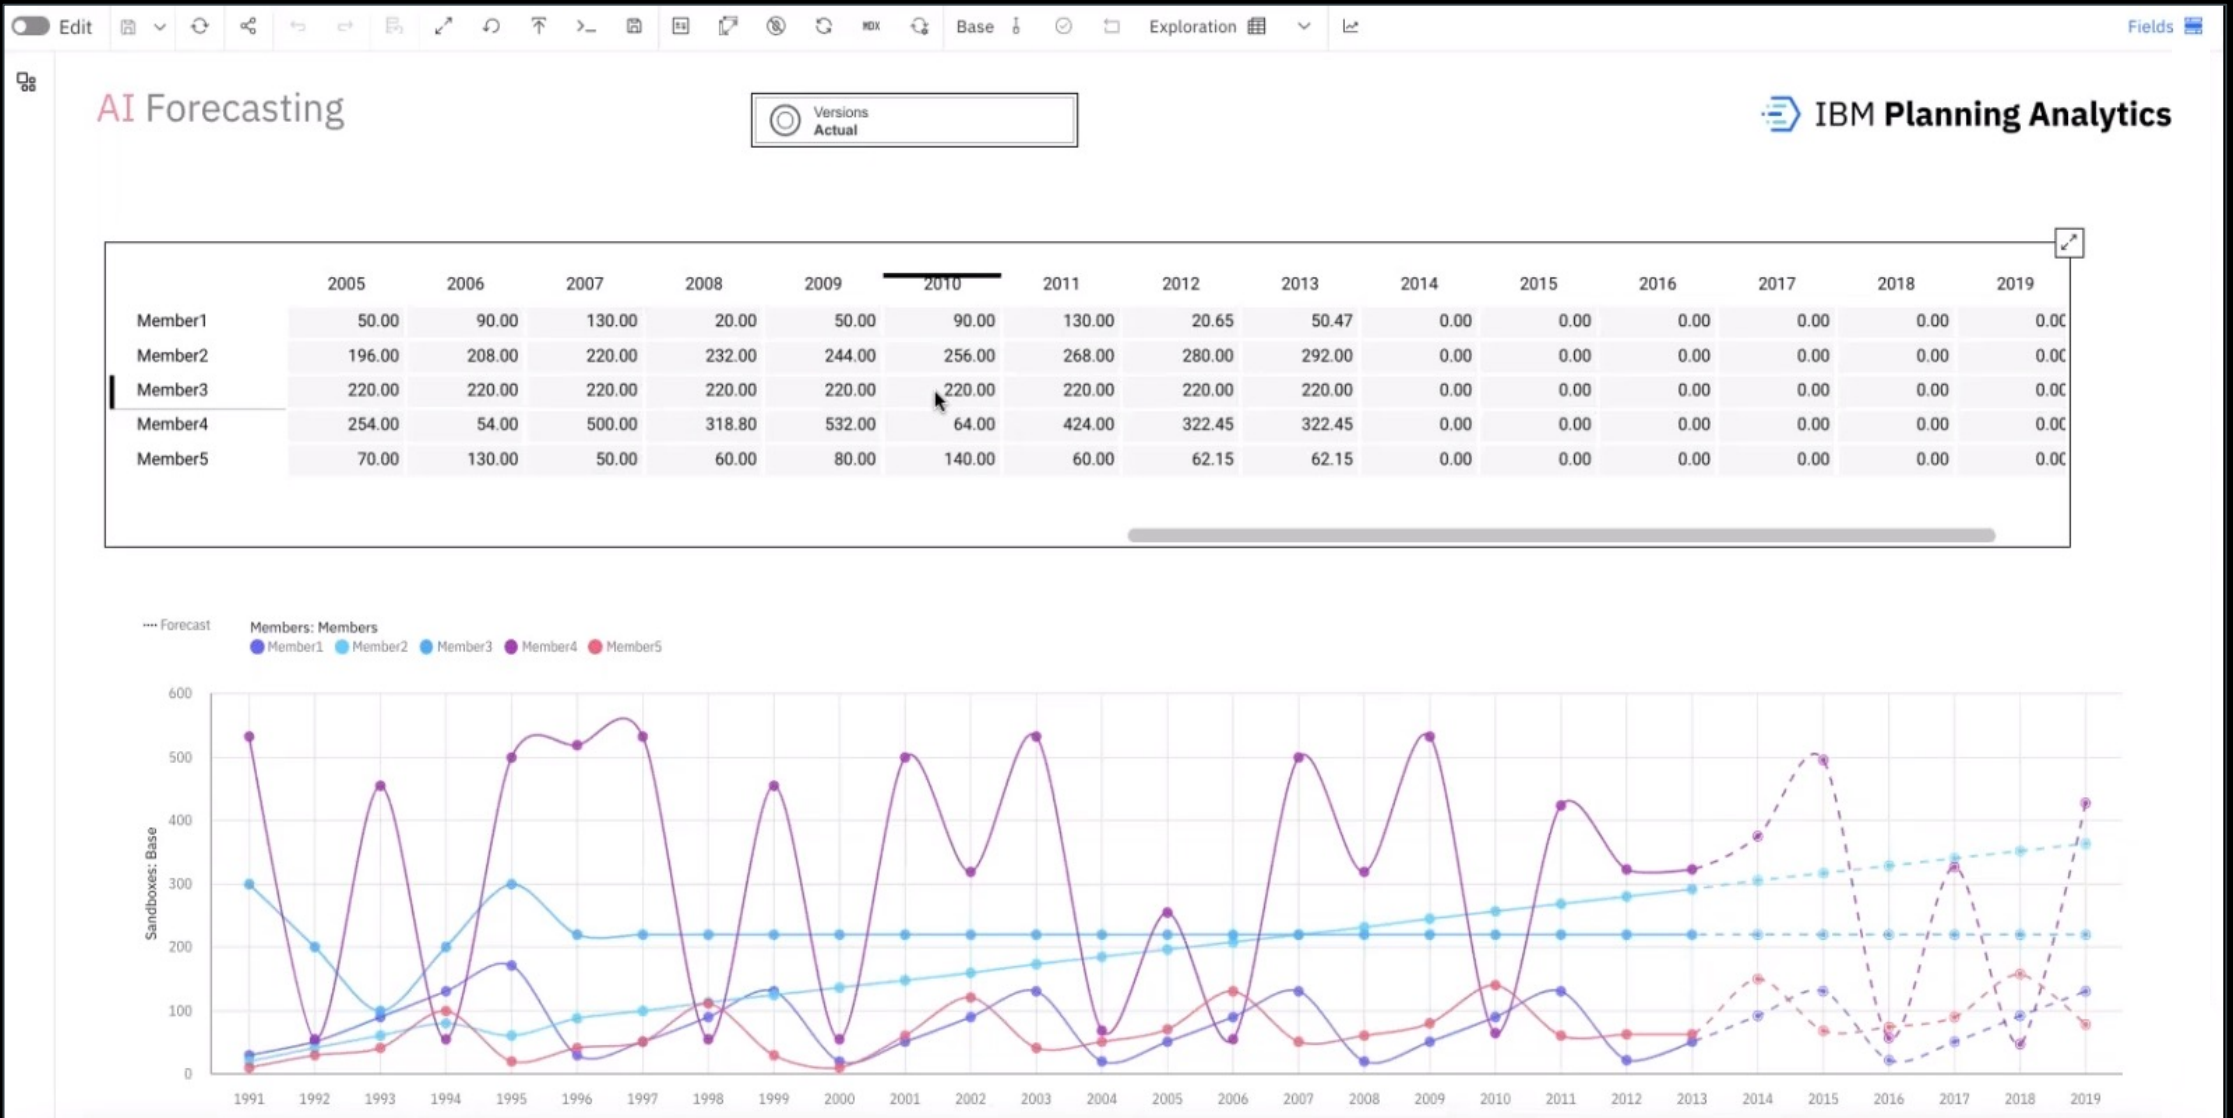 Edit MDX Base Exploration Fields
AI Forecasting
Versions
Actual
IBM Planning Analytics
2005 2006 2007 2008 2009 2010 2011 2012 2013 2014 2015 2016 2017 2018 2019
Member1 50.00 90.00 130.00 20.00 50.00 90.00 130.00 20.65 50.47 0.00 0.00 0.00 0.00 0.00 0.00
Member2 196.00 208.00 220.00 232.00 244.00 256.00 268.00 280.00 292.00 0.00 0.00 0.00 0.00 0.00 0.00
Member3 220.00 220.00 220.00 220.00 220.00 220.00 220.00 220.00 220.00 0.00 0.00 0.00 0.00 0.00 0.00
Member4 254.00 54.00 500.00 318.80 532.00 64.00 424.00 322.45 322.45 0.00 0.00 0.00 0.00 0.00 0.00
Member5 70.00 130.00 50.00 60.00 80.00 140.00 60.00 62.15 62.15 0.00 0.00 0.00 0.00 0.00 0.00
Forecast
Members: Members
Member1 Member2 Member3 Member4 Member5
Sandboxes: Base
600
500
400
300
200
100
0
1991 1992 1993 1994 1995 1996 1997 1998 1999 2000 2001 2002 2003 2004 2005 2006 2007 2008 2009 2010 2011 2012 2013 2014 2015 2016 2017 2018 2019